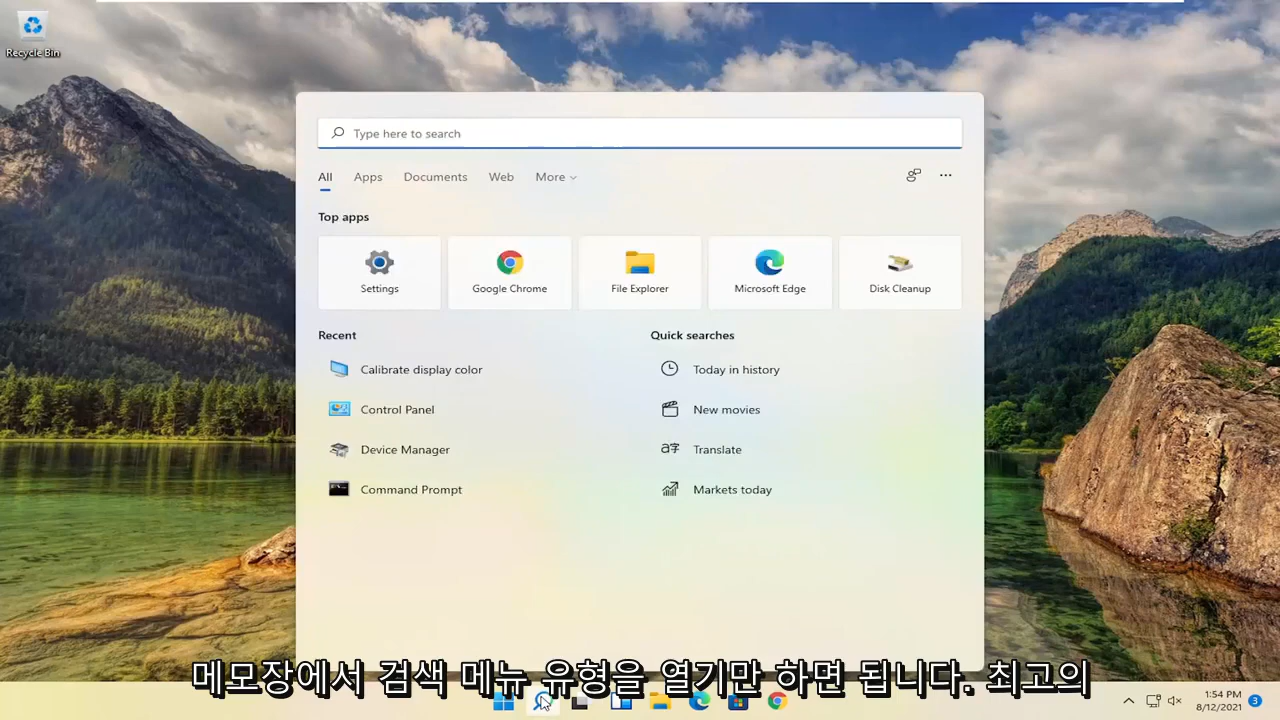 Recycle Bin
Type here to search
All Apps Documents Web More
Top apps
Settings Google Chrome File Explorer Microsoft Edge Disk Cleanup
Recent Quick searches
Calibrate display color Today in history
Control Panel New movies
Device Manager Translate
Command Prompt Markets today
메모장에서 검색 메뉴 유형을 열기만 하면 됩니다. 최고의
1:54 PM
8/12/2021 3